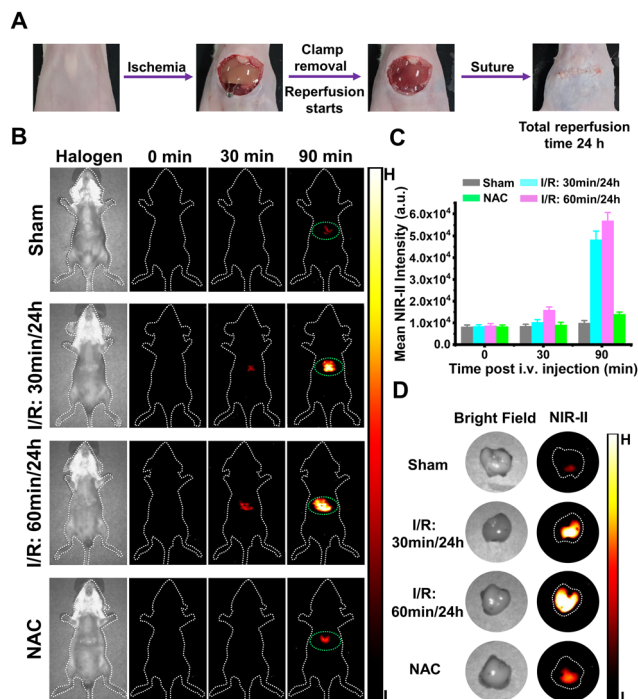 A
Ischemia
Clamp
removal
Reperfusion
starts
Suture
Total reperfusion
time 24 h
B
Halogen 0 min 30 min 90 min
H
Sham
I/R: 30min/24h
I/R: 60min/24h
NAC
L
C
Sham I/R: 30min/24h
NAC I/R: 60min/24h
Mean NIR-II Intensity (a.u.)
6.0x10⁴
5.0x10⁴
4.0x10⁴
3.0x10⁴
2.0x10⁴
1.0x10⁴
0.0
0 30 90
Time post i.v. injection (min)
D
Bright Field NIR-II
H
Sham
I/R:
30min/24h
I/R:
60min/24h
NAC
L